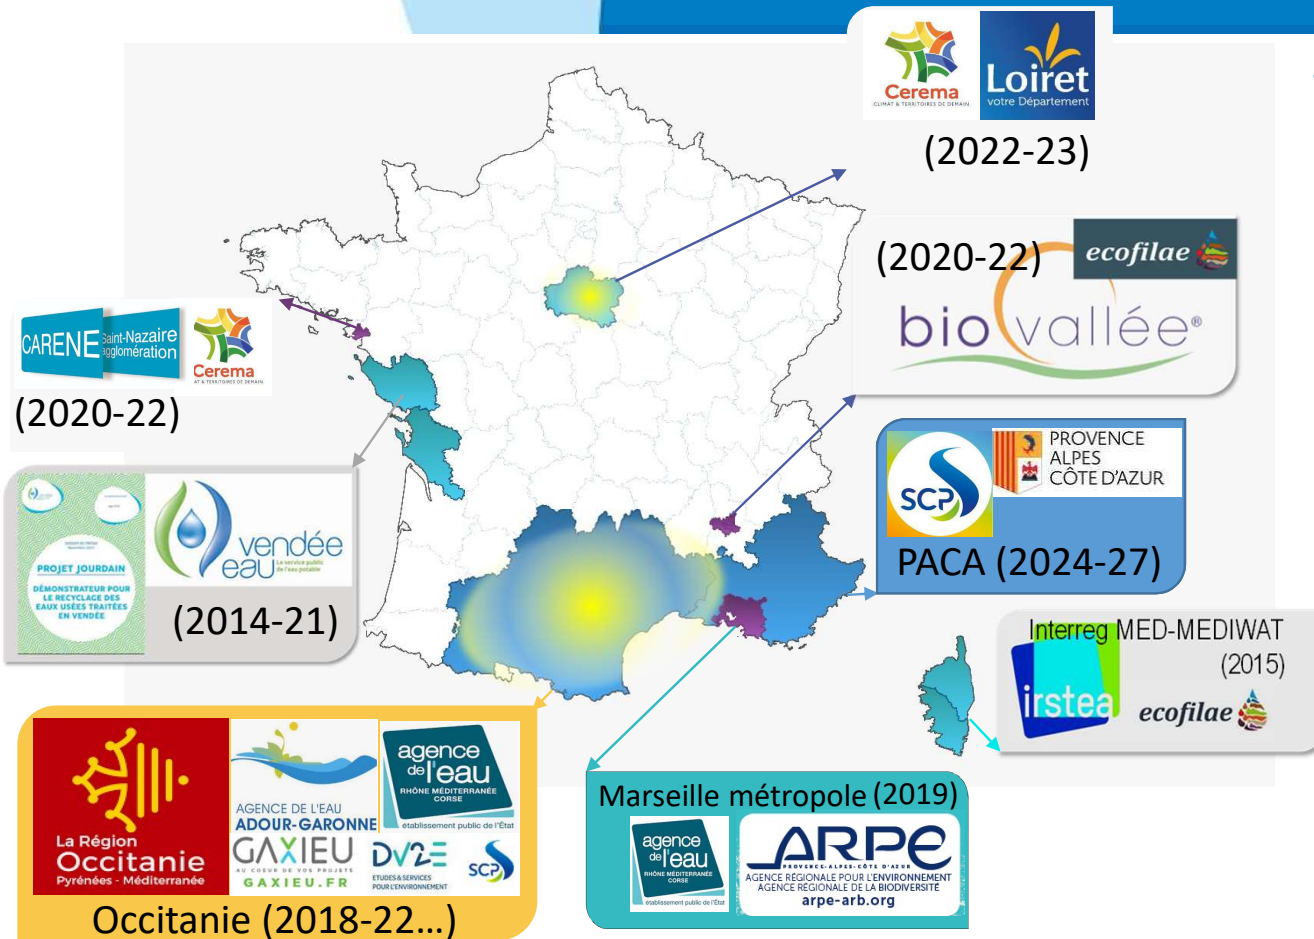 Cerema
CLIMAT & TERRITOIRES DE DEMAIN
Loiret
votre Département
(2022-23)
(2020-22)
ecofilae
biovallée®
CARENE
Saint-Nazaire
agglomération
Cerema
AT & TERRITOIRES DE DEMAIN
(2020-22)
SCP
PROVENCE
ALPES
CÔTE D'AZUR
PACA (2024-27)
PROJET JOURDAIN
DÉMONSTRATEUR POUR
LE RECYCLAGE DES
EAUX USÉES TRAITÉES
EN VENDÉE
vendée
eau
Le service public
de l'eau potable
(2014-21)
Interreg MED-MEDIWAT
(2015)
irstea
ecofilae
La Région
Occitanie
Pyrénées - Méditerranée
AGENCE DE L'EAU
ADOUR-GARONNE
agence
de l'eau
RHÔNE MÉDITERRANÉE
CORSE
établissement public de l'État
GAXIEU
AU COEUR DE VOS PROJETS
GAXIEU.FR
DV2E
ETUDES & SERVICES
POUR L'ENVIRONNEMENT
SCP
Occitanie (2018-22...)
Marseille métropole (2019)
agence
de l'eau
RHÔNE MÉDITERRANÉE
CORSE
établissement public de l'État
ARPE
PROVENCE-ALPES-CÔTE D'AZUR
AGENCE RÉGIONALE POUR L'ENVIRONNEMENT
AGENCE RÉGIONALE DE LA BIODIVERSITÉ
arpe-arb.org